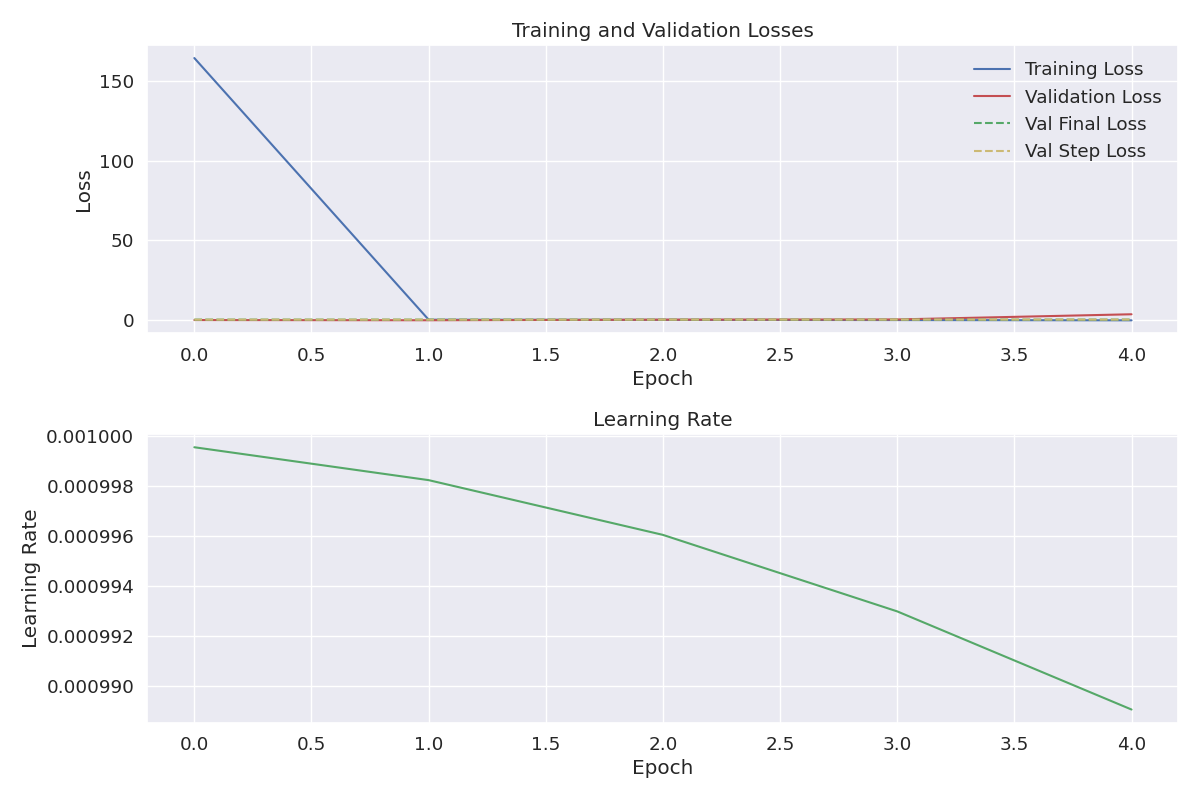 Training and Validation Losses
Training Loss
Validation Loss
Val Final Loss
Val Step Loss
Loss
150
100
50
0
0.0 0.5 1.0 1.5 2.0 2.5 3.0 3.5 4.0
Epoch
Learning Rate
Learning Rate
0.001000
0.000998
0.000996
0.000994
0.000992
0.000990
0.0 0.5 1.0 1.5 2.0 2.5 3.0 3.5 4.0
Epoch